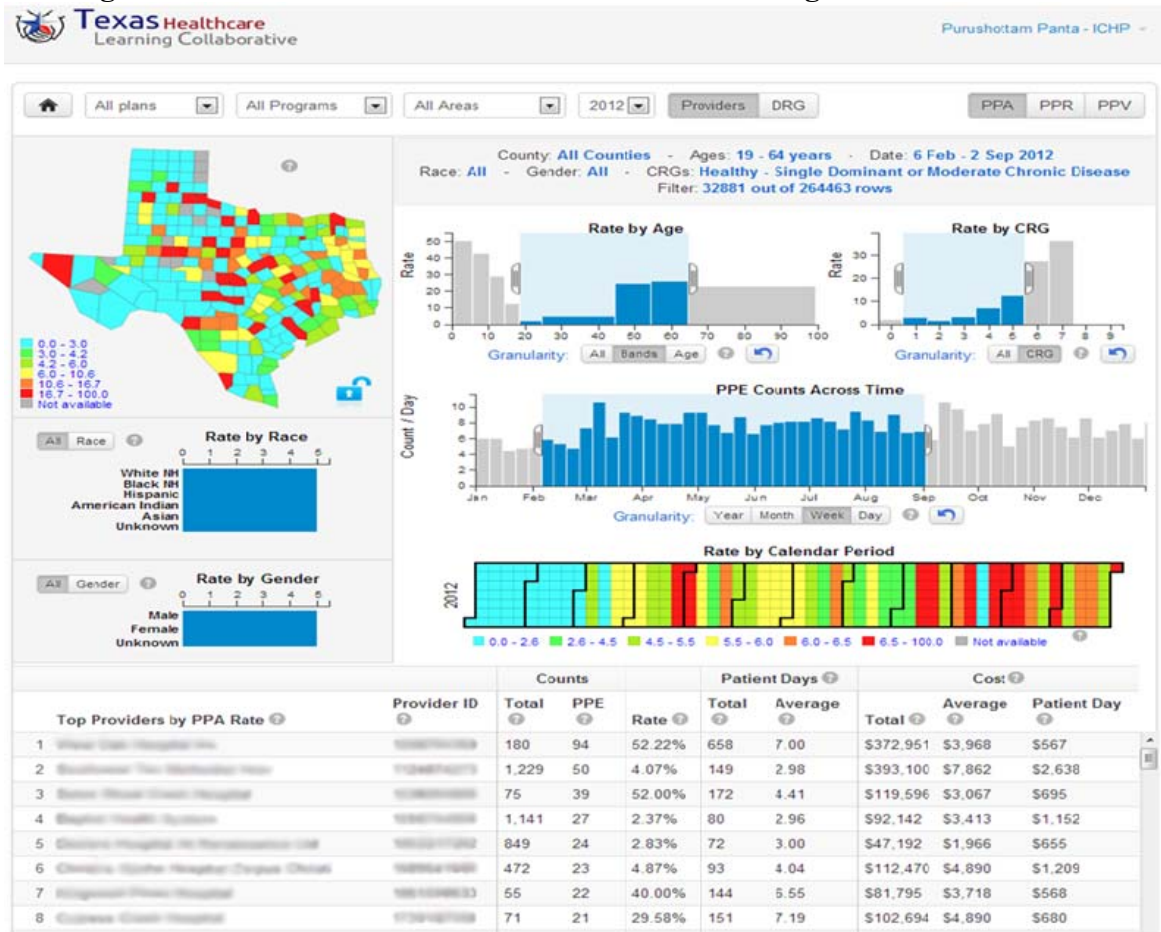 Texas Healthcare
Learning Collaborative
Purushottam Panta - ICHP
All plans All Programs All Areas 2012 Providers DRG PPA PPR PPV
County: All Counties - Ages: 19 - 64 years - Date: 6 Feb - 2 Sep 2012
Race: All - Gender: All - CRGs: Healthy - Single Dominant or Moderate Chronic Disease
Filter: 32881 out of 264463 rows
0.0 - 3.0
3.0 - 4.2
4.2 - 6.0
6.0 - 10.6
10.6 - 16.7
16.7 - 100.0
Not available
Rate by Age
Rate
50
40
30
20
10
0
0 10 20 30 40 50 60 70 80 90 100
Granularity: All Bands Age
Rate by CRG
Rate
30
20
10
0
0 1 2 3 4 5 6 7 8 9
Granularity: All CRG
PPE Counts Across Time
Count / Day
10
8
6
4
2
0
Jan Feb Mar Apr May Jun Jul Aug Sep Oct Nov Dec
Granularity: Year Month Week Day
All Race
Rate by Race
0 1 2 3 4 5
White NH
Black NH
Hispanic
American Indian
Asian
Unknown
All Gender
Rate by Gender
0 1 2 3 4 5
Male
Female
Unknown
Rate by Calendar Period
2012
0.0 - 2.6 2.6 - 4.5 4.5 - 5.5 5.5 - 6.0 6.0 - 6.5 6.5 - 100.0 Not available
Counts Patient Days Cost
Top Providers by PPA Rate Provider ID Total PPE Rate Total Average Total Average Patient Day
1 180 94 52.22% 658 7.00 $372,951 $3,968 $567
2 1,229 50 4.07% 149 2.98 $393,100 $7,862 $2,638
3 75 39 52.00% 172 4.41 $119,596 $3,067 $695
4 1,141 27 2.37% 80 2.96 $92,142 $3,413 $1,152
5 849 24 2.83% 72 3.00 $47,192 $1,966 $655
6 472 23 4.87% 93 4.04 $112,470 $4,890 $1,209
7 55 22 40.00% 144 6.55 $81,795 $3,718 $568
8 71 21 29.58% 151 7.19 $102,694 $4,890 $680